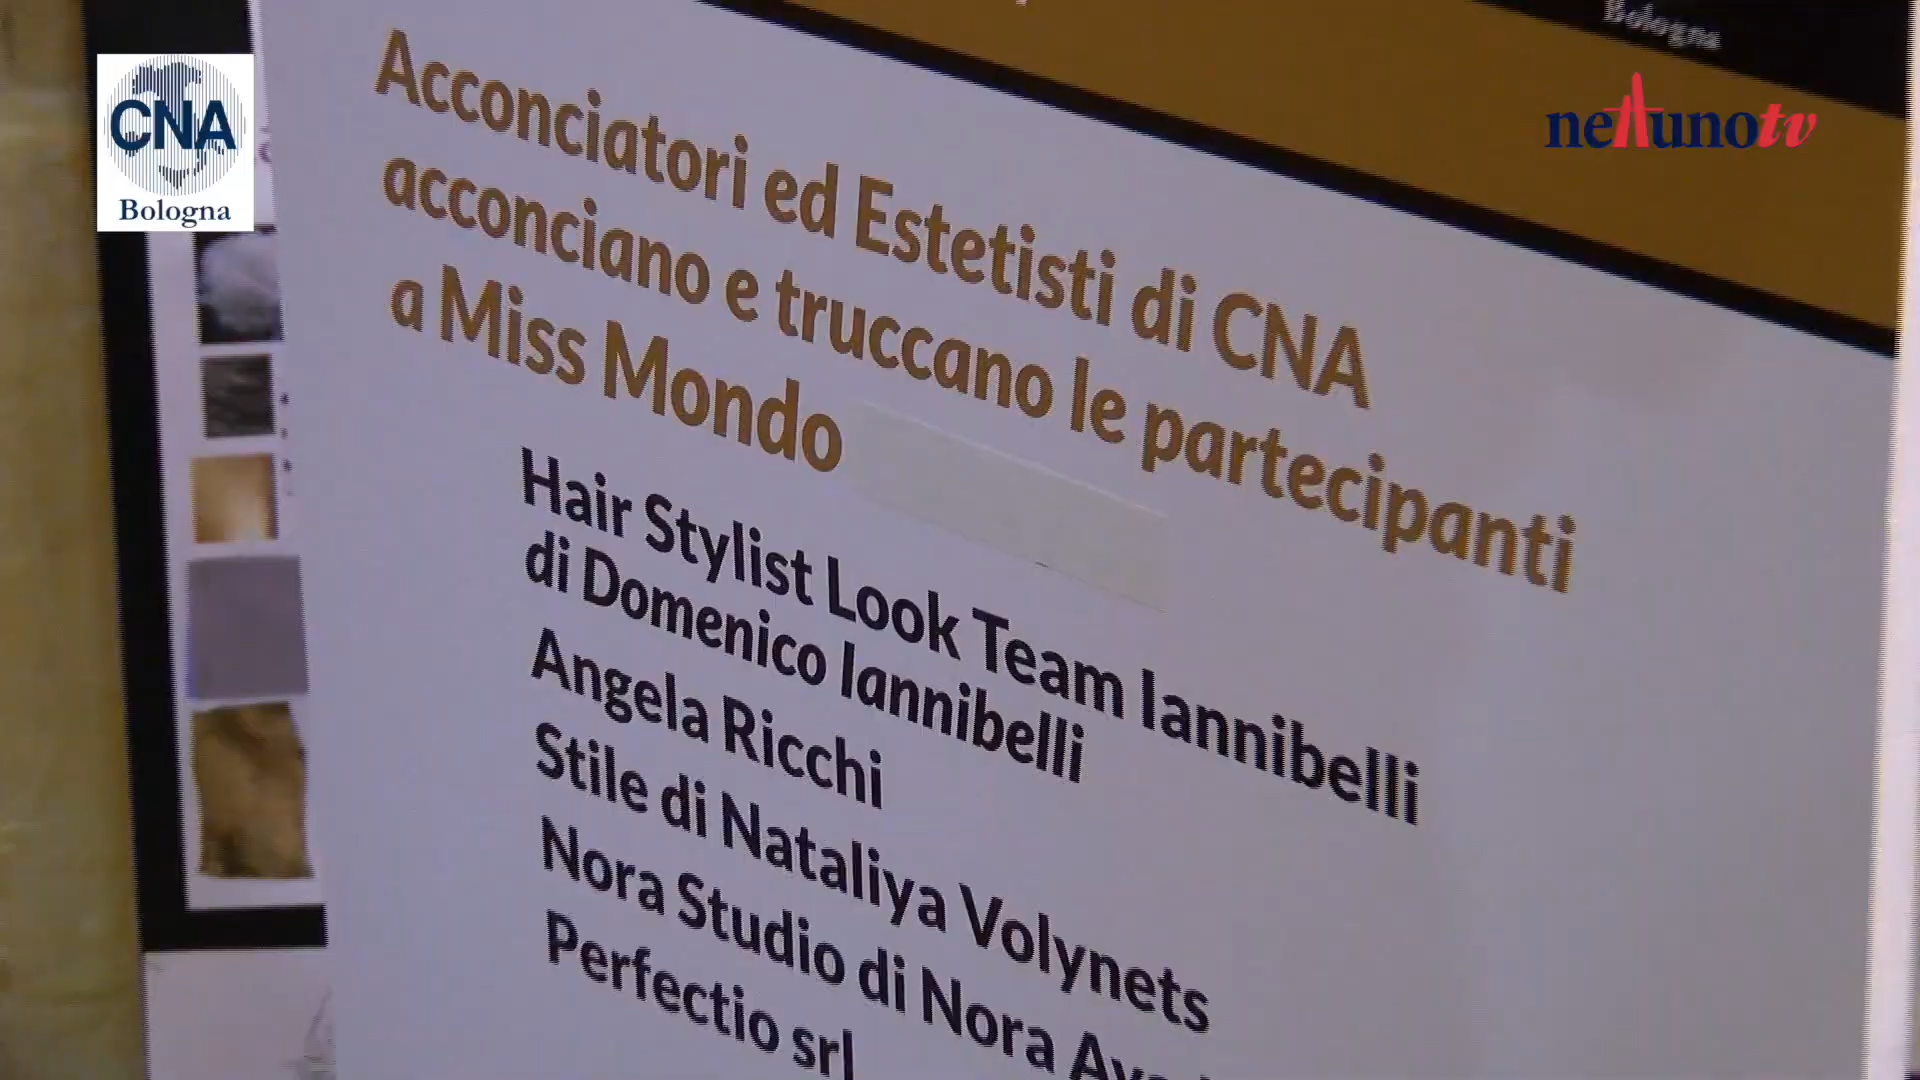 Bologna
CNA
Bologna
nettunotv
Acconciatori ed Estetisti di CNA
acconciano e truccano le partecipanti
a Miss Mondo
Hair Stylist Look Team Iannibelli
di Domenico Iannibelli
Angela Ricchi
Stile di Nataliya Volynets
Nora Studio di Nora
Perfectio srl